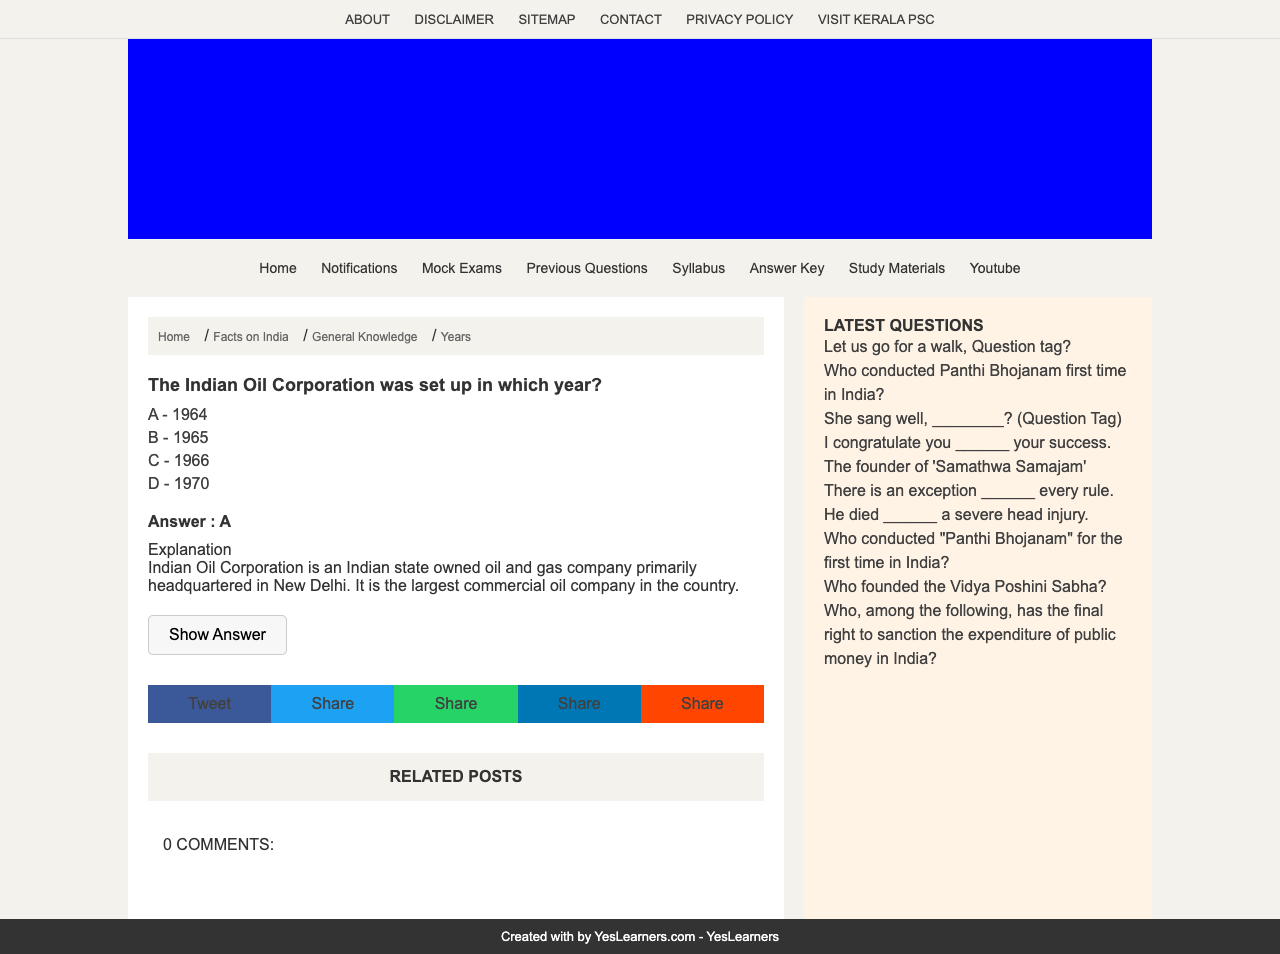 ABOUT DISCLAIMER SITEMAP CONTACT PRIVACY POLICY VISIT KERALA PSC
Home Notifications Mock Exams Previous Questions Syllabus Answer Key Study Materials Youtube
Home / Facts on India / General Knowledge / Years
The Indian Oil Corporation was set up in which year?
A - 1964
B - 1965
C - 1966
D - 1970
Answer : A
Explanation
Indian Oil Corporation is an Indian state owned oil and gas company primarily
headquartered in New Delhi. It is the largest commercial oil company in the country.
Show Answer
Tweet Share Share Share Share
RELATED POSTS
0 COMMENTS:
LATEST QUESTIONS
Let us go for a walk, Question tag?
Who conducted Panthi Bhojanam first time
in India?
She sang well, ________? (Question Tag)
I congratulate you ______ your success.
The founder of 'Samathwa Samajam'
There is an exception ______ every rule.
He died ______ a severe head injury.
Who conducted "Panthi Bhojanam" for the
first time in India?
Who founded the Vidya Poshini Sabha?
Who, among the following, has the final
right to sanction the expenditure of public
money in India?
Created with by YesLearners.com - YesLearners